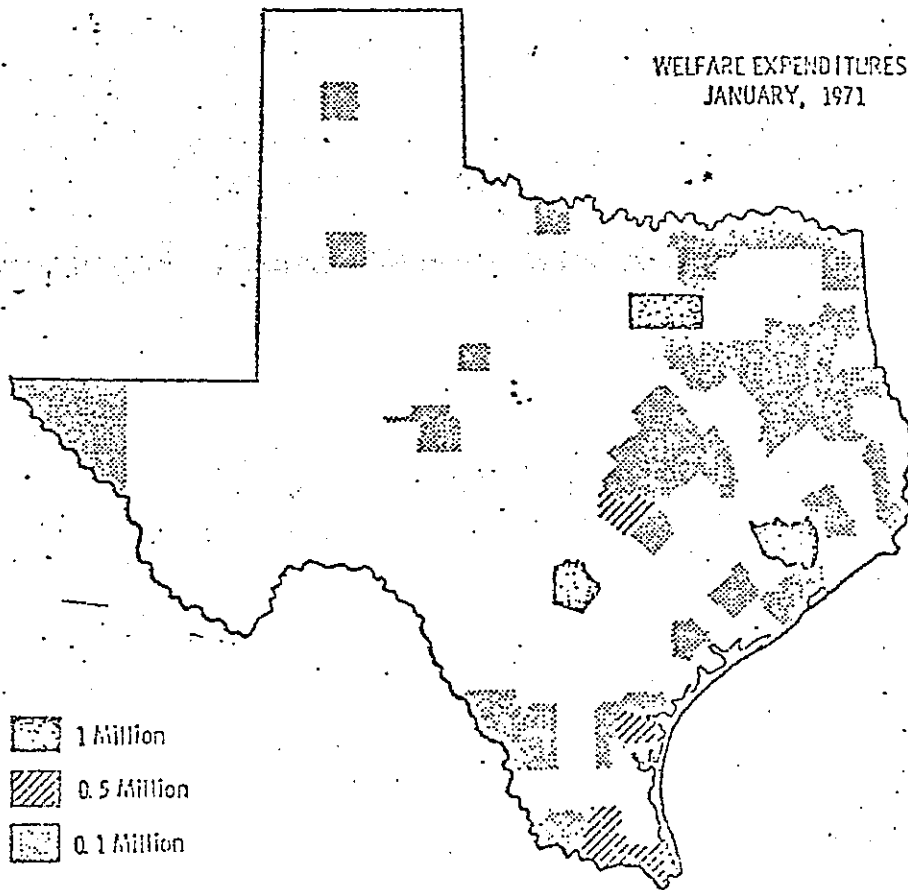 WELFARE EXPENDITURES
JANUARY, 1971
1 Million
0.5 Million
0.1 Million